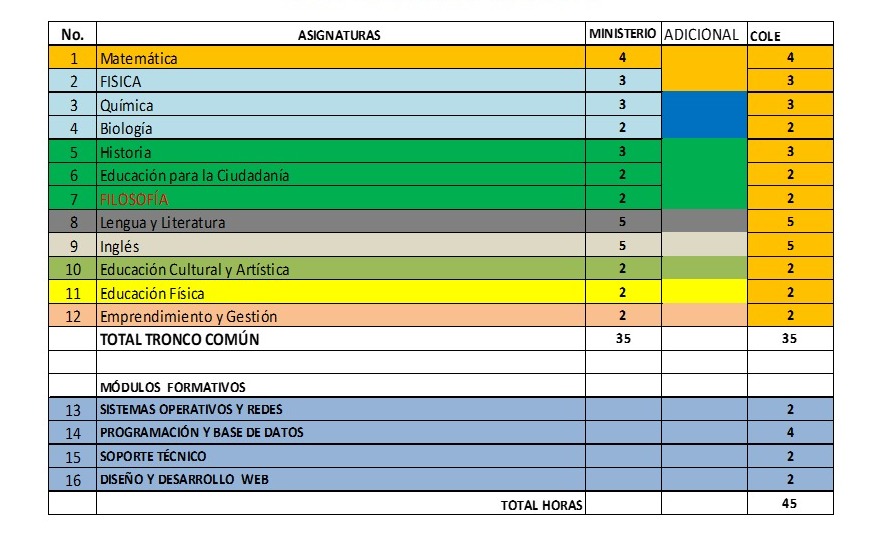 No. ASIGNATURAS MINISTERIO ADICIONAL COLE
1 Matemática 4 4
2 FISICA 3 3
3 Química 3 3
4 Biología 2 2
5 Historia 3 3
6 Educación para la Ciudadanía 2 2
7 FILOSOFÍA 2 2
8 Lengua y Literatura 5 5
9 Inglés 5 5
10 Educación Cultural y Artística 2 2
11 Educación Física 2 2
12 Emprendimiento y Gestión 2 2
TOTAL TRONCO COMÚN 35 35
MÓDULOS FORMATIVOS
13 SISTEMAS OPERATIVOS Y REDES 2
14 PROGRAMACIÓN Y BASE DE DATOS 4
15 SOPORTE TÉCNICO 2
16 DISEÑO Y DESARROLLO WEB 2
TOTAL HORAS 45